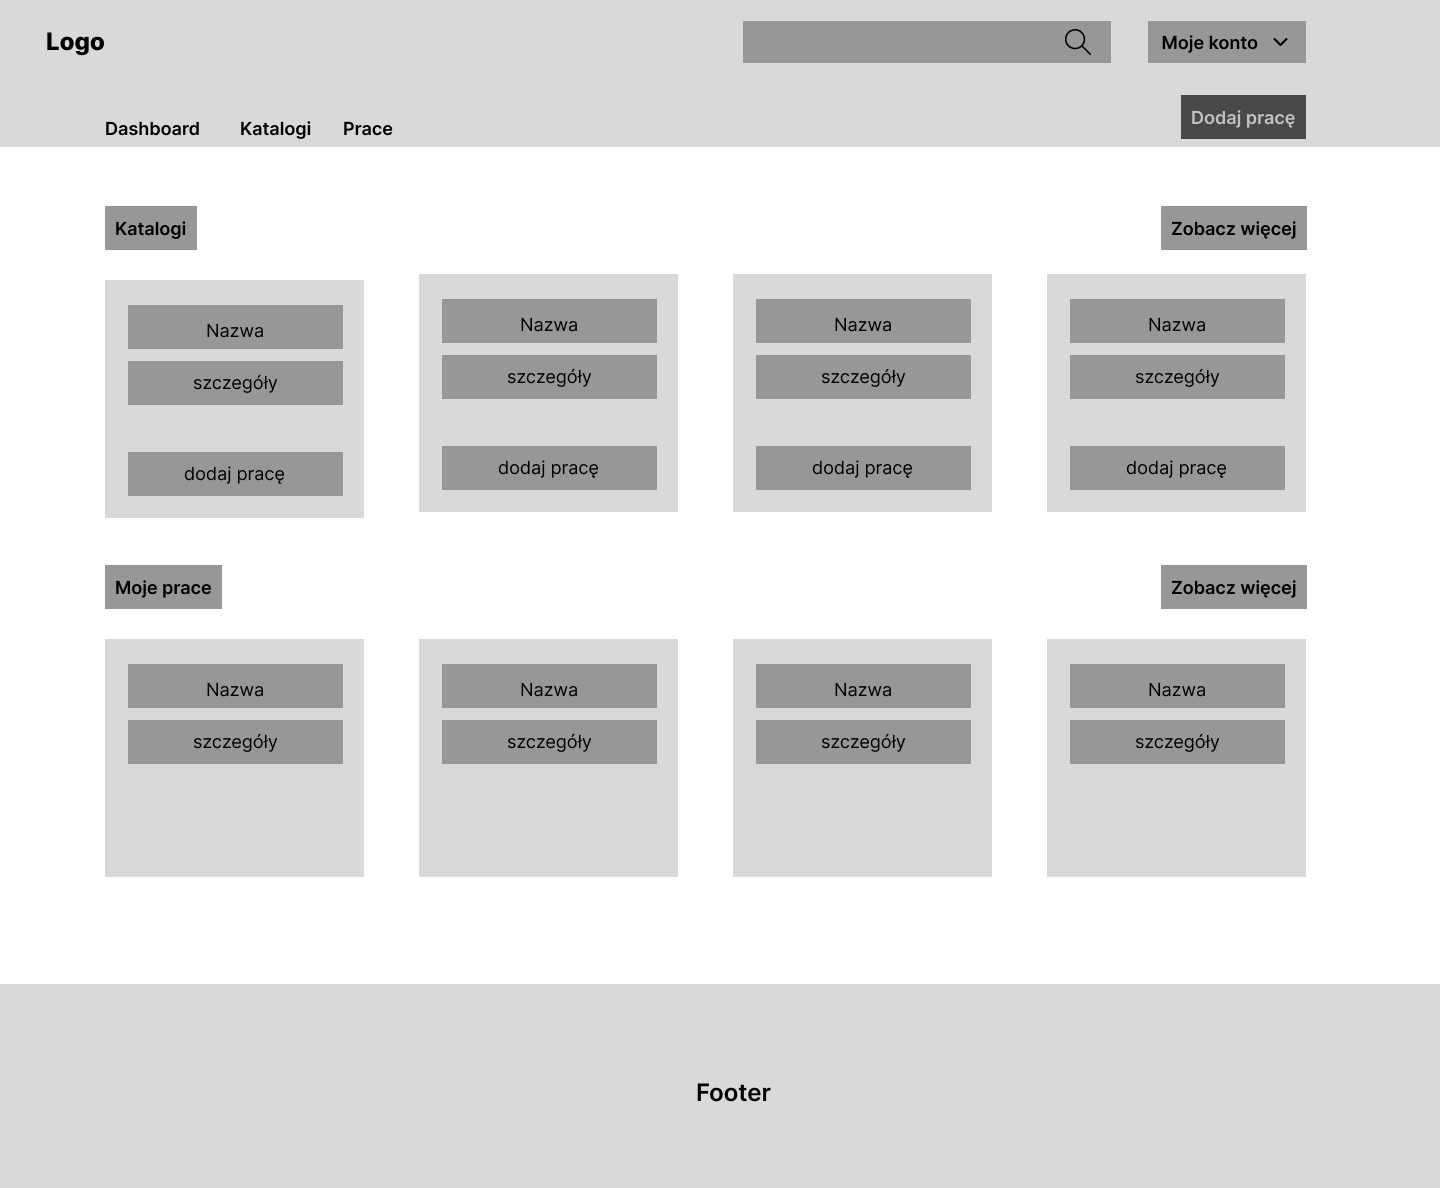 Logo
Moje konto
Dashboard Katalogi Prace
Dodaj pracę
Katalogi
Zobacz więcej
Nazwa
szczegóły
dodaj pracę
Nazwa
szczegóły
dodaj pracę
Nazwa
szczegóły
dodaj pracę
Nazwa
szczegóły
dodaj pracę
Moje prace
Zobacz więcej
Nazwa
szczegóły
Nazwa
szczegóły
Nazwa
szczegóły
Nazwa
szczegóły
Footer